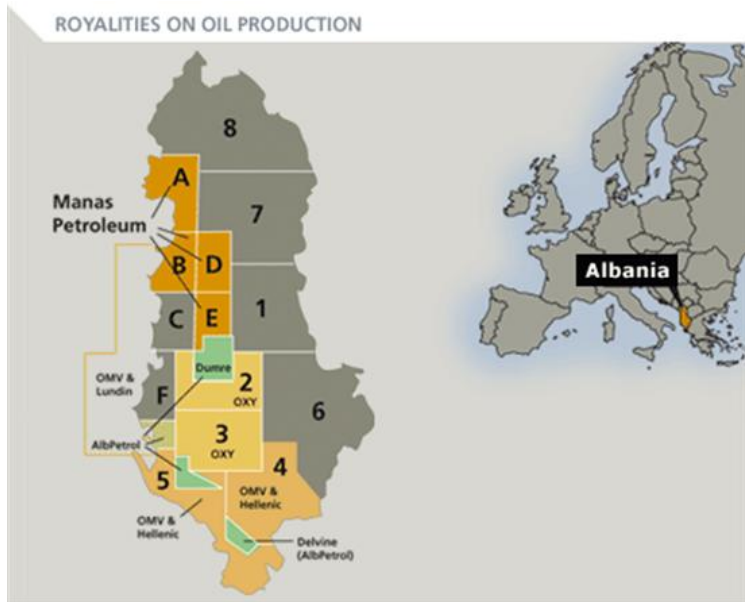 ROYALITIES ON OIL PRODUCTION
8
A
Manas
Petroleum
7
B
D
Albania
C
E
1
Dumre
OMV &
Lundin
F
2
OXY
6
AlbPetrol
3
OXY
4
5
OMV &
Hellenic
OMV &
Hellenic
Delvine
(AlbPetrol)